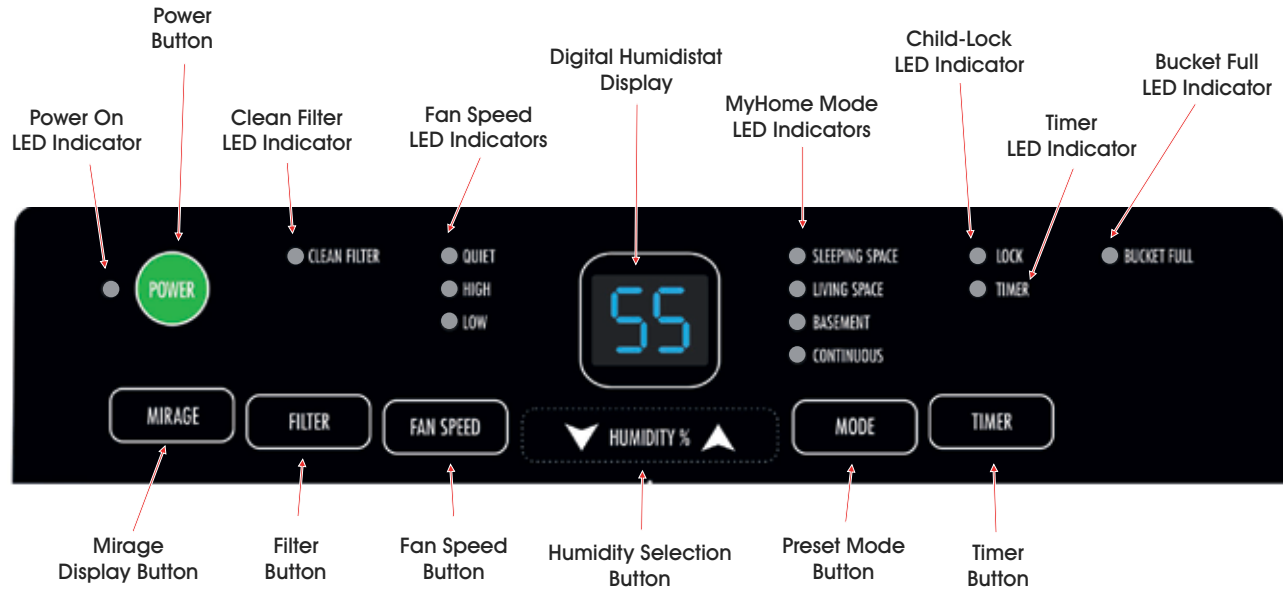 Power
Button
Power On
LED Indicator
Clean Filter
LED Indicator
Fan Speed
LED Indicators
Digital Humidistat
Display
MyHome Mode
LED Indicators
Child-Lock
LED Indicator
Timer
LED Indicator
Bucket Full
LED Indicator
POWER
CLEAN FILTER
QUIET
HIGH
LOW
55
SLEEPING SPACE
LIVING SPACE
BASEMENT
CONTINUOUS
LOCK
TIMER
BUCKET FULL
MIRAGE
FILTER
FAN SPEED
HUMIDITY %
MODE
TIMER
Mirage
Display Button
Filter
Button
Fan Speed
Button
Humidity Selection
Button
Preset Mode
Button
Timer
Button